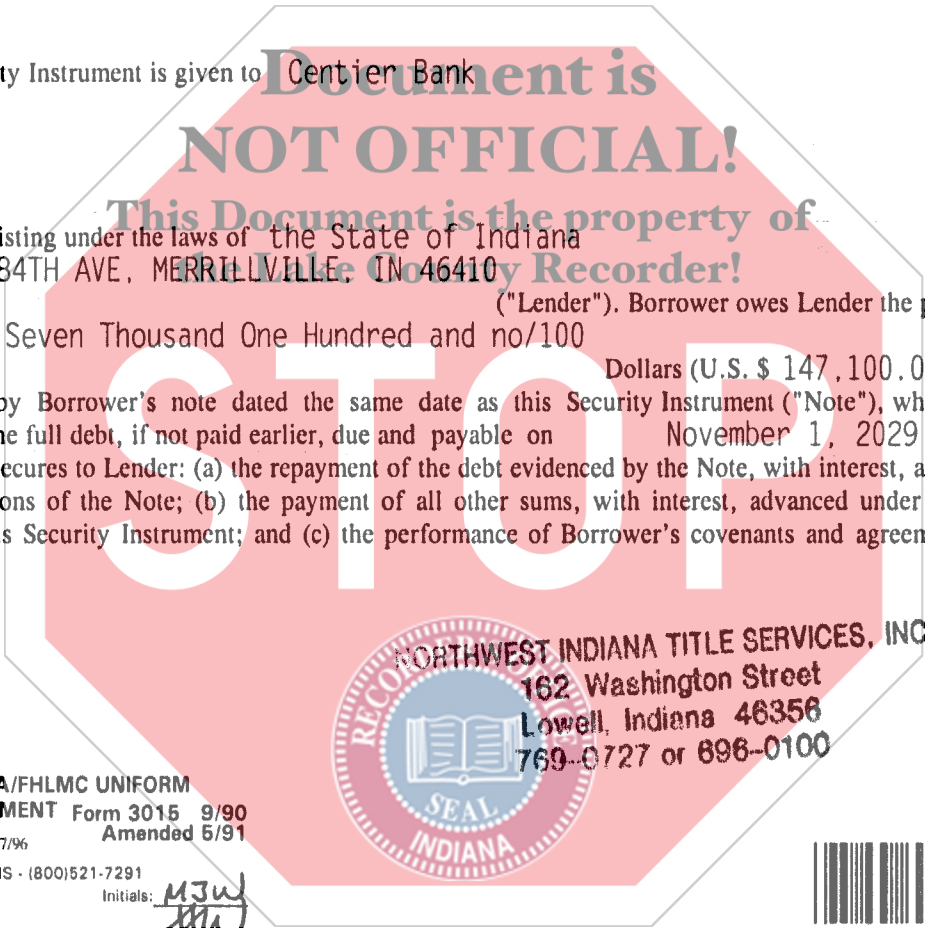 ty Instrument is given to Centier Bank
Document is
NOT OFFICIAL!
This Document is the property of
the Lake County Recorder!
isting under the laws of the State of Indiana
84TH AVE, MERRILLVILLE, IN 46410
("Lender"). Borrower owes Lender the p
Seven Thousand One Hundred and no/100
Dollars (U.S. $ 147,100.0
by Borrower's note dated the same date as this Security Instrument ("Note"), wh
e full debt, if not paid earlier, due and payable on November 1, 2029
ecures to Lender: (a) the repayment of the debt evidenced by the Note, with interest, a
ons of the Note; (b) the payment of all other sums, with interest, advanced under
s Security Instrument; and (c) the performance of Borrower's covenants and agreem
STOP
NORTHWEST INDIANA TITLE SERVICES, INC
162 Washington Street
Lowell, Indiana 46356
769-0727 or 696-0100
SEAL
INDIANA
A/FHLMC UNIFORM
MENT Form 3015 9/90
Amended 5/91
7/96
IS - (800)521-7291
Initials: MJW